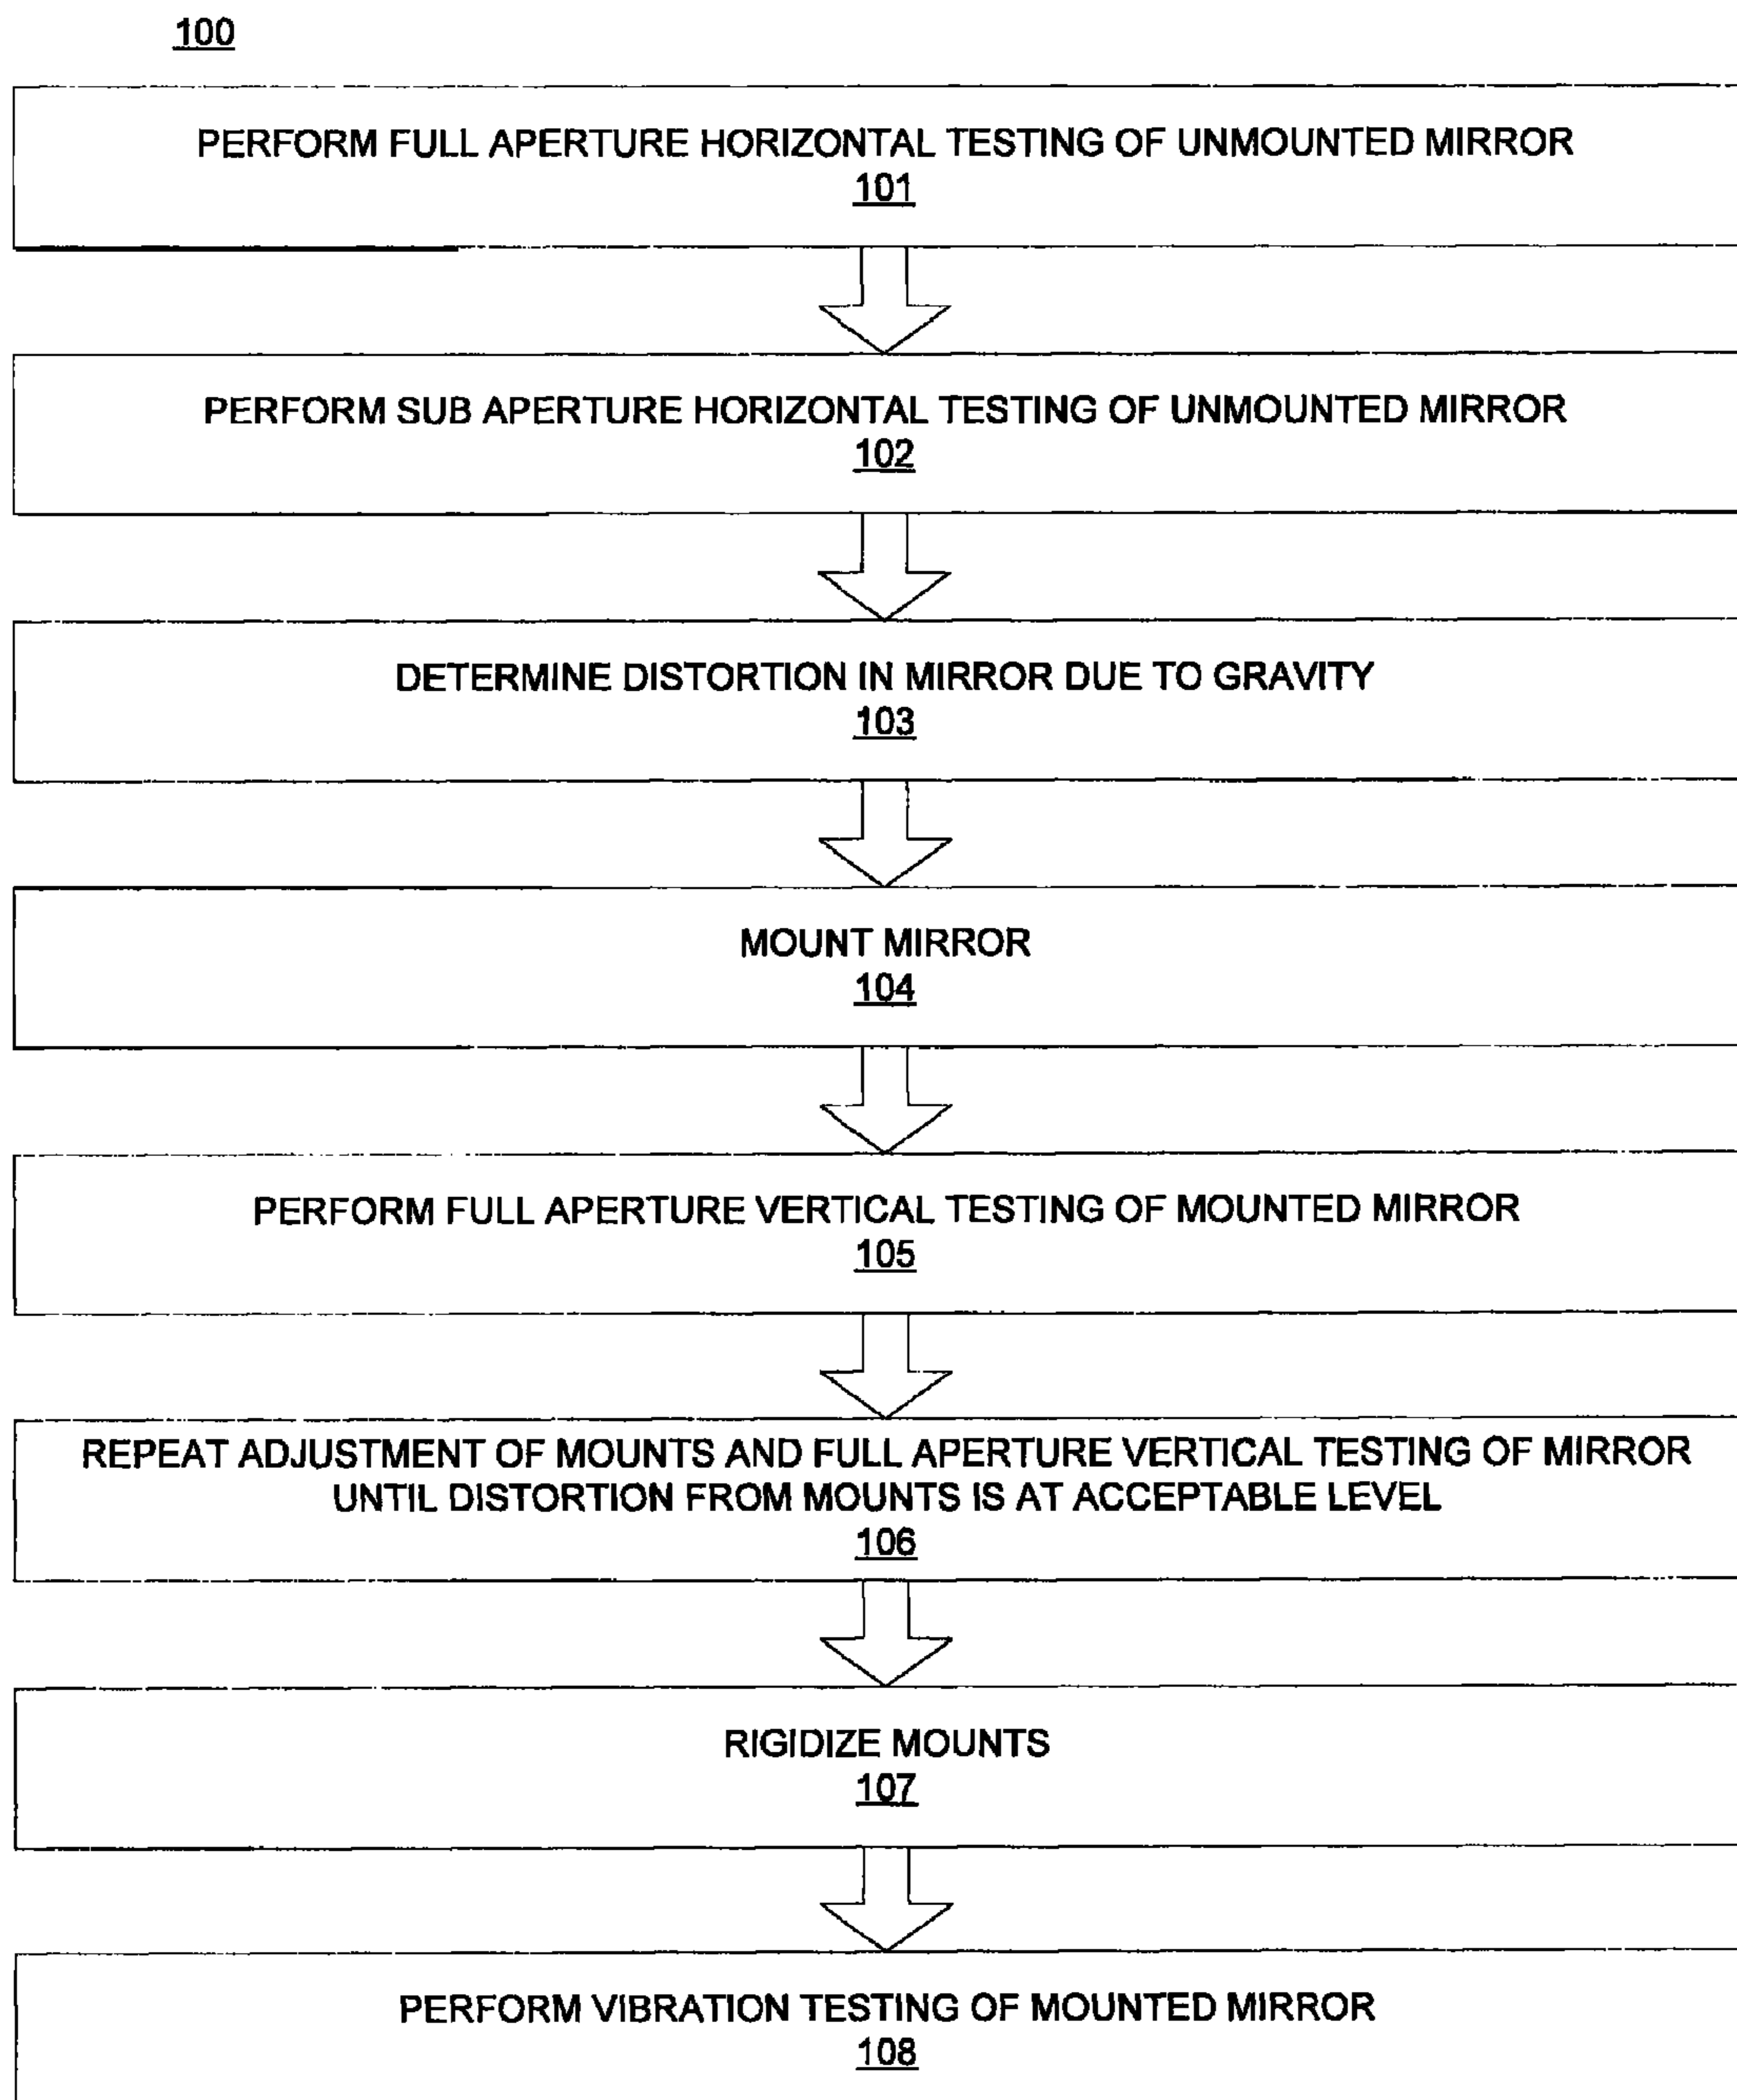 100
PERFORM FULL APERTURE HORIZONTAL TESTING OF UNMOUNTED MIRROR
101
PERFORM SUB APERTURE HORIZONTAL TESTING OF UNMOUNTED MIRROR
102
DETERMINE DISTORTION IN MIRROR DUE TO GRAVITY
103
MOUNT MIRROR
104
PERFORM FULL APERTURE VERTICAL TESTING OF MOUNTED MIRROR
105
REPEAT ADJUSTMENT OF MOUNTS AND FULL APERTURE VERTICAL TESTING OF MIRROR
UNTIL DISTORTION FROM MOUNTS IS AT ACCEPTABLE LEVEL
106
RIGIDIZE MOUNTS
107
PERFORM VIBRATION TESTING OF MOUNTED MIRROR
108